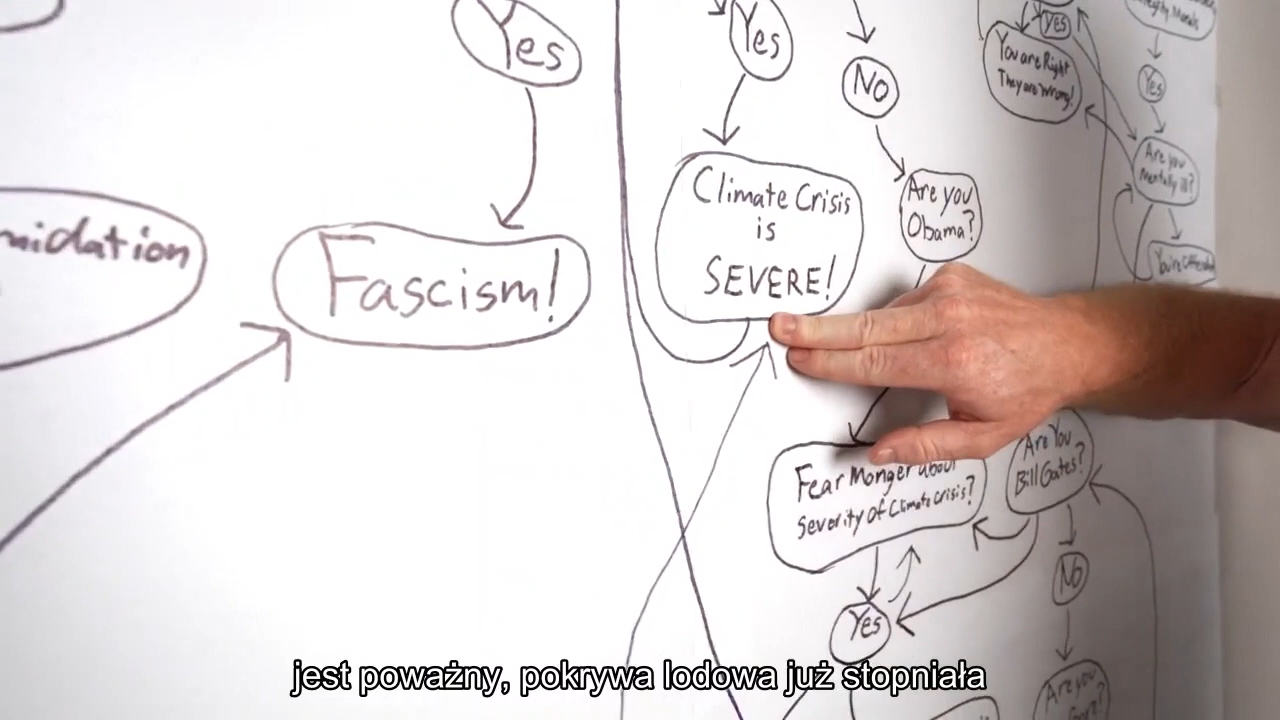 Yes
Fascism!
Yes
Climate Crisis
is
SEVERE!
No
Are you
Obama?
Yes
You are Right
They are Wrong!
Yes
Are you
Mentally ill?
Fear Monger about
Severity of Climate Crisis?
Are You
Bill Gates?
Yes
No
Are you
jest poważny, pokrywa lodowa już stopniała